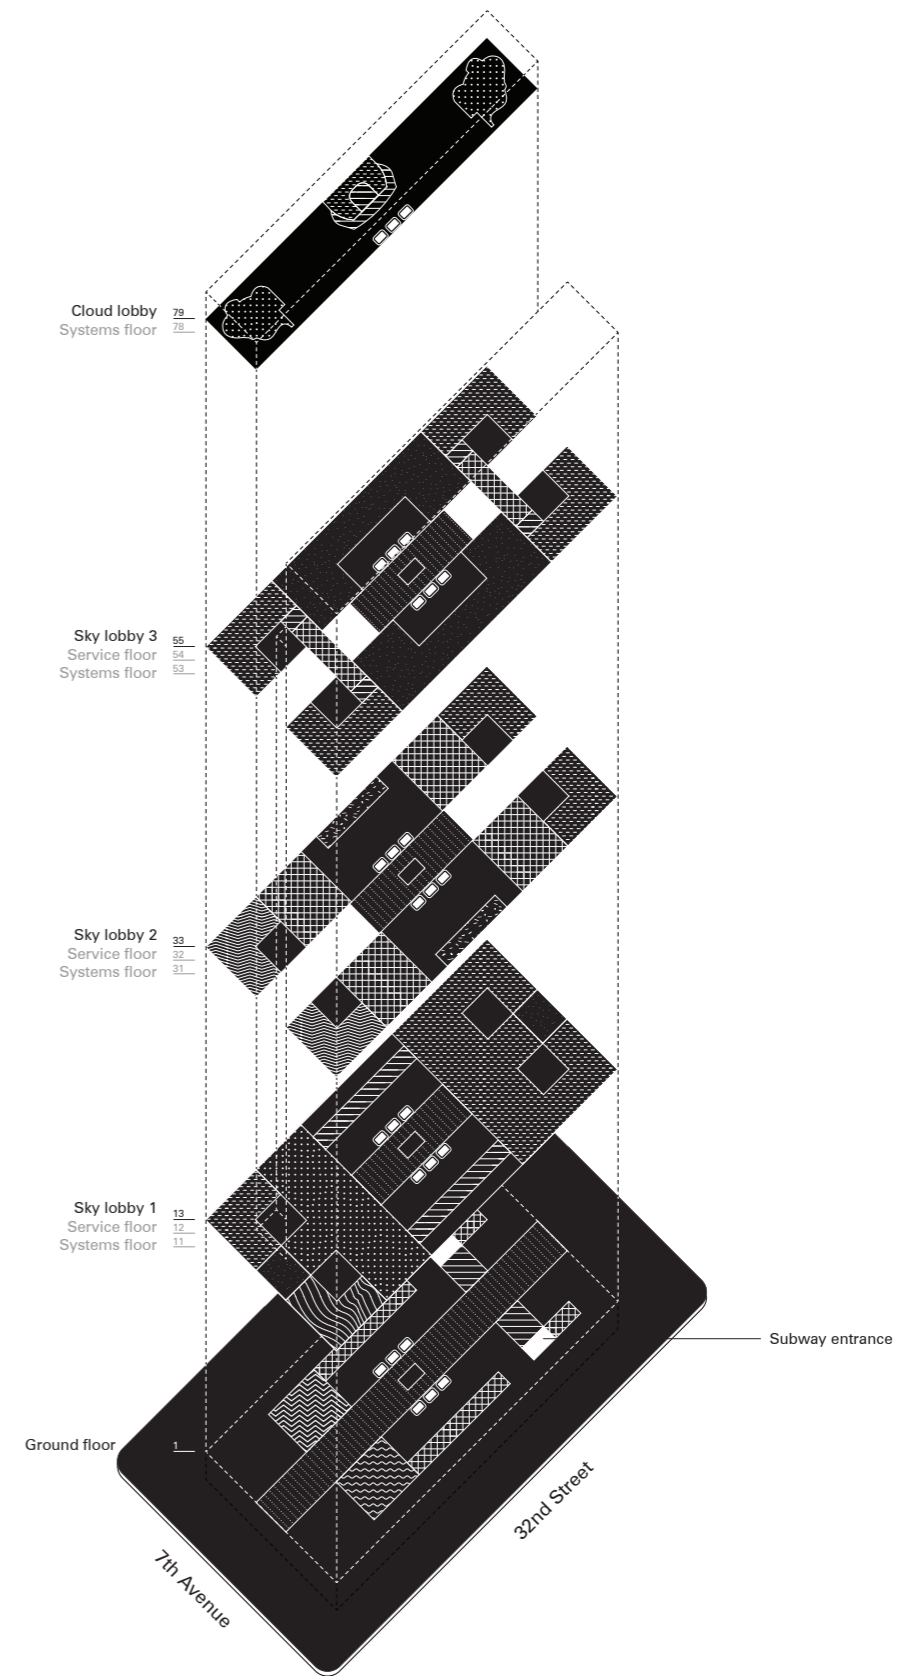 Cloud lobby 79
Systems floor 78
Sky lobby 3 55
Service floor 54
Systems floor 53
Sky lobby 2 33
Service floor 32
Systems floor 31
Sky lobby 1 13
Service floor 12
Systems floor 11
Subway entrance
Ground floor 1
32nd Street
7th Avenue